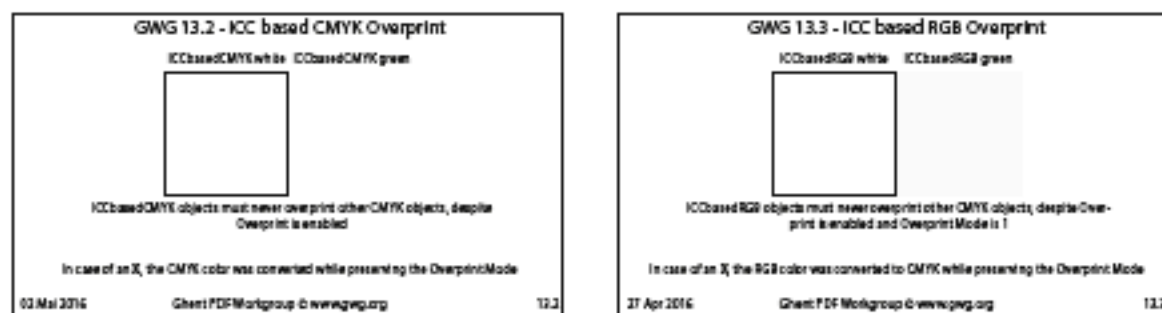 GWG 13.2 - ICC based CMYK Overprint
ICCbasedCMYK white ICCbasedCMYK green
ICCbasedCMYK objects must never overprint other CMYK objects, despite
Overprint is enabled
In case of an X, the CMYK color was converted while preserving the Overprint Mode
03 Mai 2016 Ghent PDF Workgroup © www.gwg.org 13.2
GWG 13.3 - ICC based RGB Overprint
ICCbasedRGB white ICCbasedRGB green
ICCbasedRGB objects must never overprint other CMYK objects, despite Over-
print is enabled and Overprint Mode is 1
In case of an X, the RGB color was converted to CMYK while preserving the Overprint Mode
27 Apr 2016 Ghent PDF Workgroup © www.gwg.org